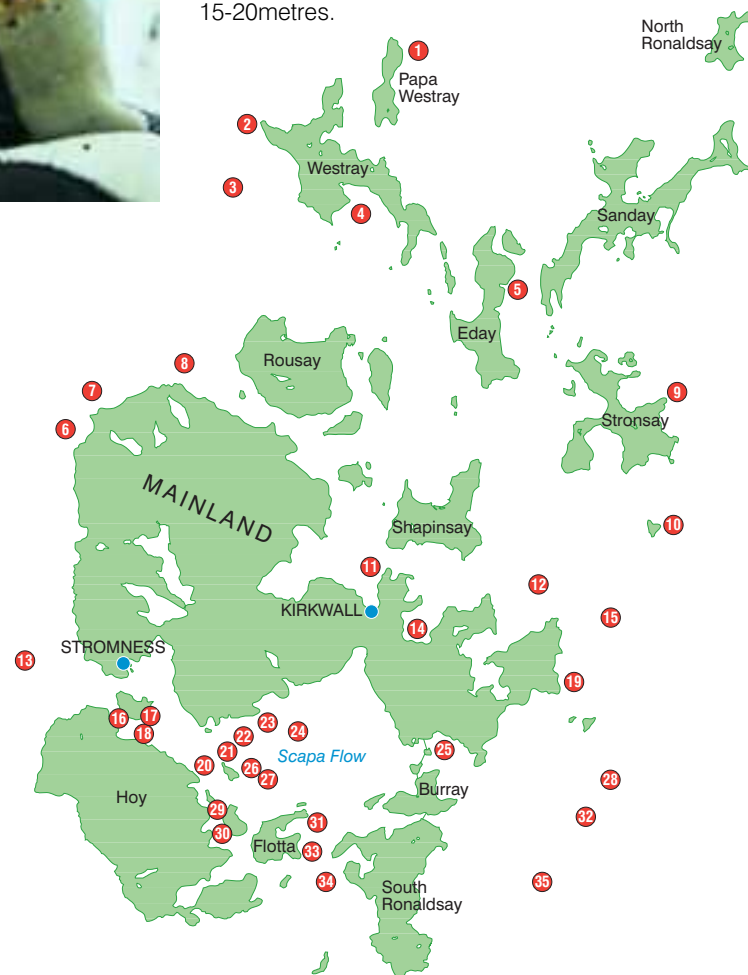 15-20metres.
North
Ronaldsay
1
Papa
Westray
2
Westray
3
4
Sanday
5
Eday
Rousay
8
7
9
6
Stronsay
MAINLAND
Shapinsay
10
11
12
KIRKWALL
14
15
STROMNESS
13
19
16
17
18
23
24
22
21
Scapa Flow
25
20
26
27
28
Hoy
Burray
29
31
32
30
Flotta
33
34
35
South
Ronaldsay